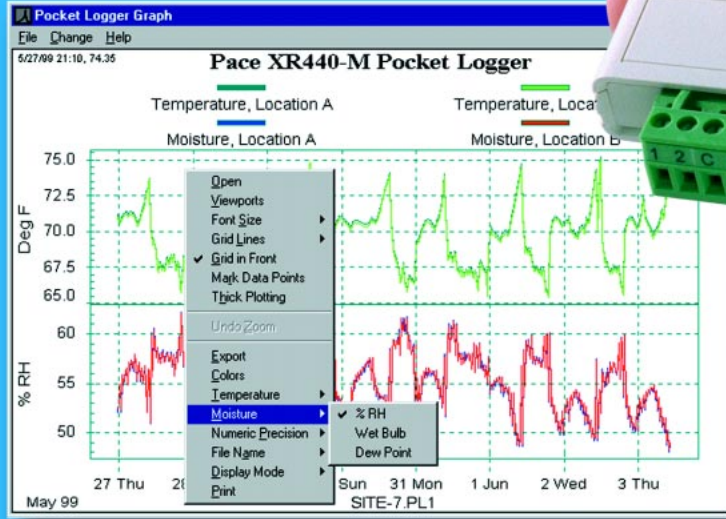 Pocket Logger Graph
File Change Help
5/27/99 21:10, 74.35
Pace XR440-M Pocket Logger
Temperature, Location A
Temperature, Locat
Moisture, Location A
Moisture, Location B
75.0
72.5
70.0
67.5
65.0
Deg F
60
55
50
% RH
Open
Viewports
Font Size
Grid Lines
Grid in Front
Mark Data Points
Thick Plotting
Undo Zoom
Export
Colors
Temperature
Moisture
Numeric Precision
File Name
Display Mode
Print
% RH
Wet Bulb
Dew Point
27 Thu 28 Sun 31 Mon 1 Jun 2 Wed 3 Thu
May 99 SITE-7.PL1
1 2 C